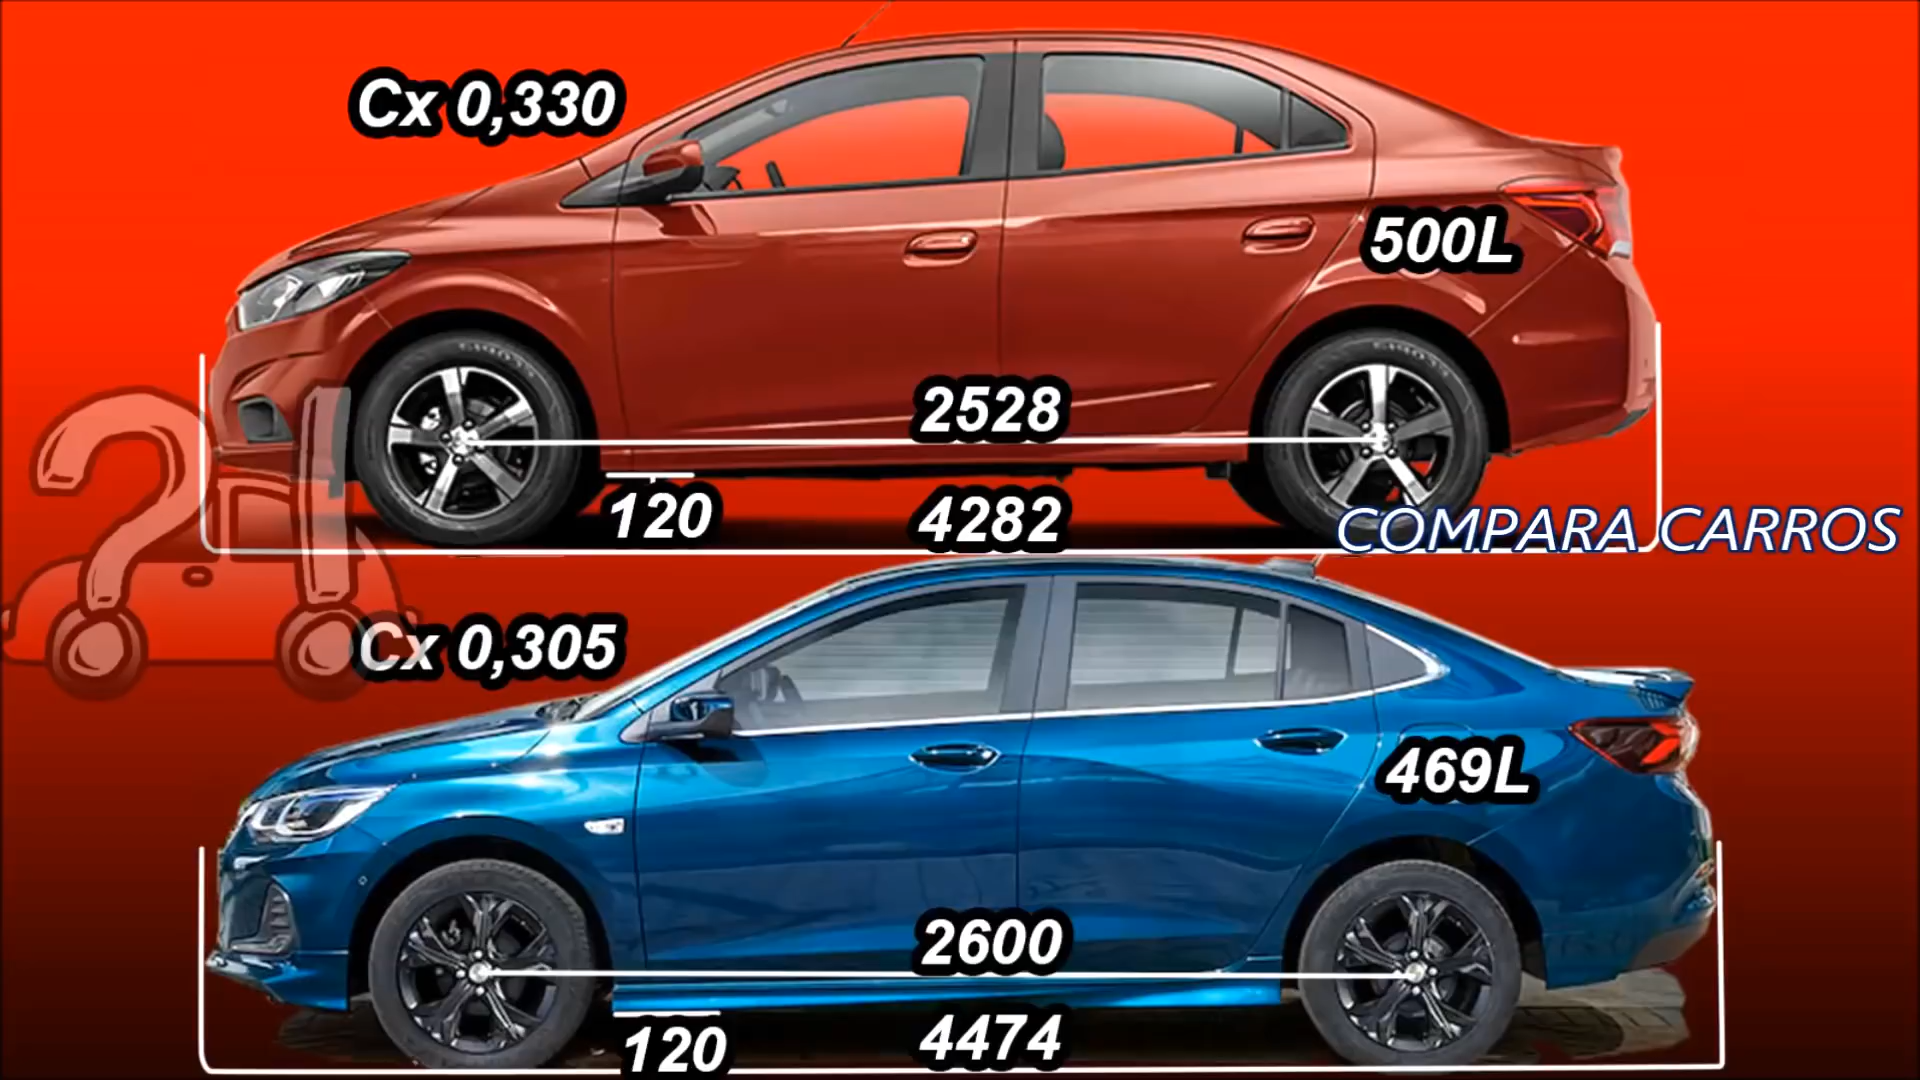 Cx 0,330
500L
2528
120
4282
COMPARA CARROS
Cx 0,305
469L
2600
120
4474